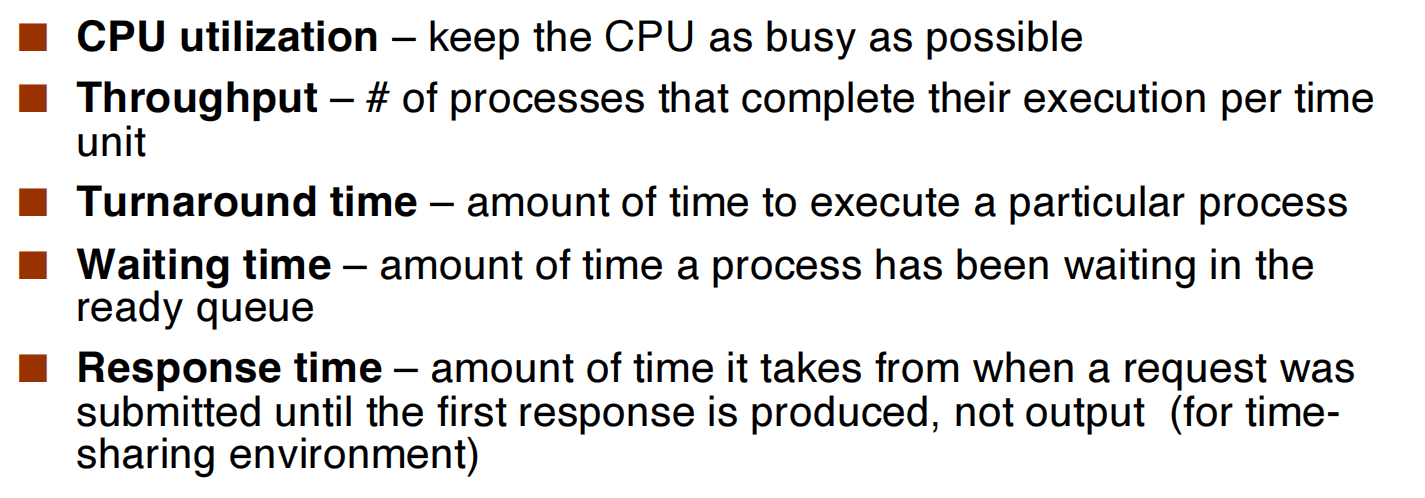 ■ CPU utilization – keep the CPU as busy as possible
■ Throughput – # of processes that complete their execution per time
unit
■ Turnaround time – amount of time to execute a particular process
■ Waiting time – amount of time a process has been waiting in the
ready queue
■ Response time – amount of time it takes from when a request was
submitted until the first response is produced, not output (for time-
sharing environment)